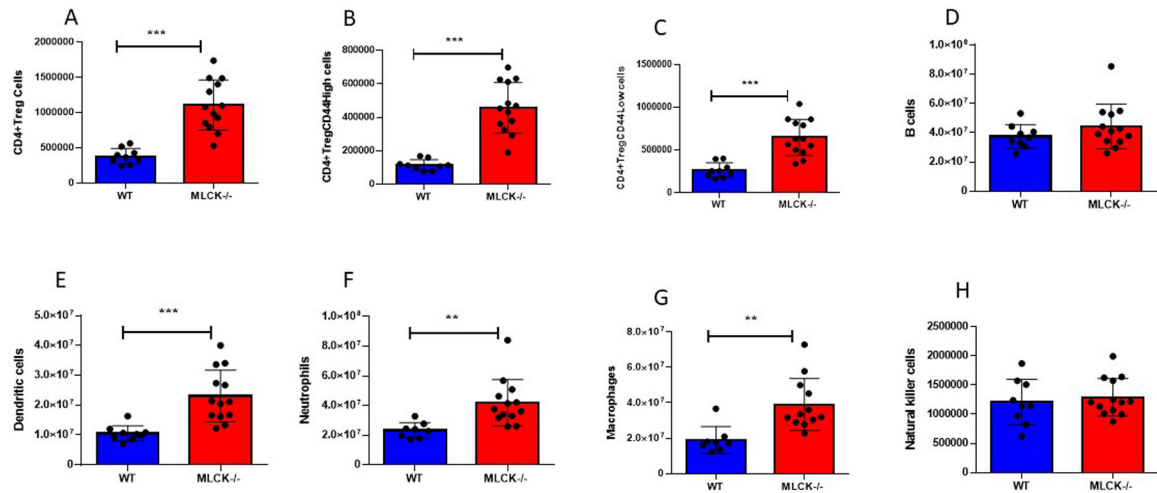 A
CD4+Treg Cells
2000000
1500000
1000000
500000
0
***
WT
MLCK-/-
B
CD4+TregCD44High cells
800000
600000
400000
200000
0
***
WT
MLCK-/-
C
CD4+TregCD44Lowcells
1500000
1000000
500000
0
***
WT
MLCK-/-
D
B cells
1.0×10⁸
8.0×10⁷
6.0×10⁷
4.0×10⁷
2.0×10⁷
0
WT
MLCK-/-
E
Dendritic cells
5.0×10⁷
4.0×10⁷
3.0×10⁷
2.0×10⁷
1.0×10⁷
0
***
WT
MLCK-/-
F
Neutrophils
1.0×10⁸
8.0×10⁷
6.0×10⁷
4.0×10⁷
2.0×10⁷
0
**
WT
MLCK-/-
G
Macrophages
8.0×10⁷
6.0×10⁷
4.0×10⁷
2.0×10⁷
0
**
WT
MLCK-/-
H
Natural killer cells
2500000
2000000
1500000
1000000
500000
0
WT
MLCK-/-